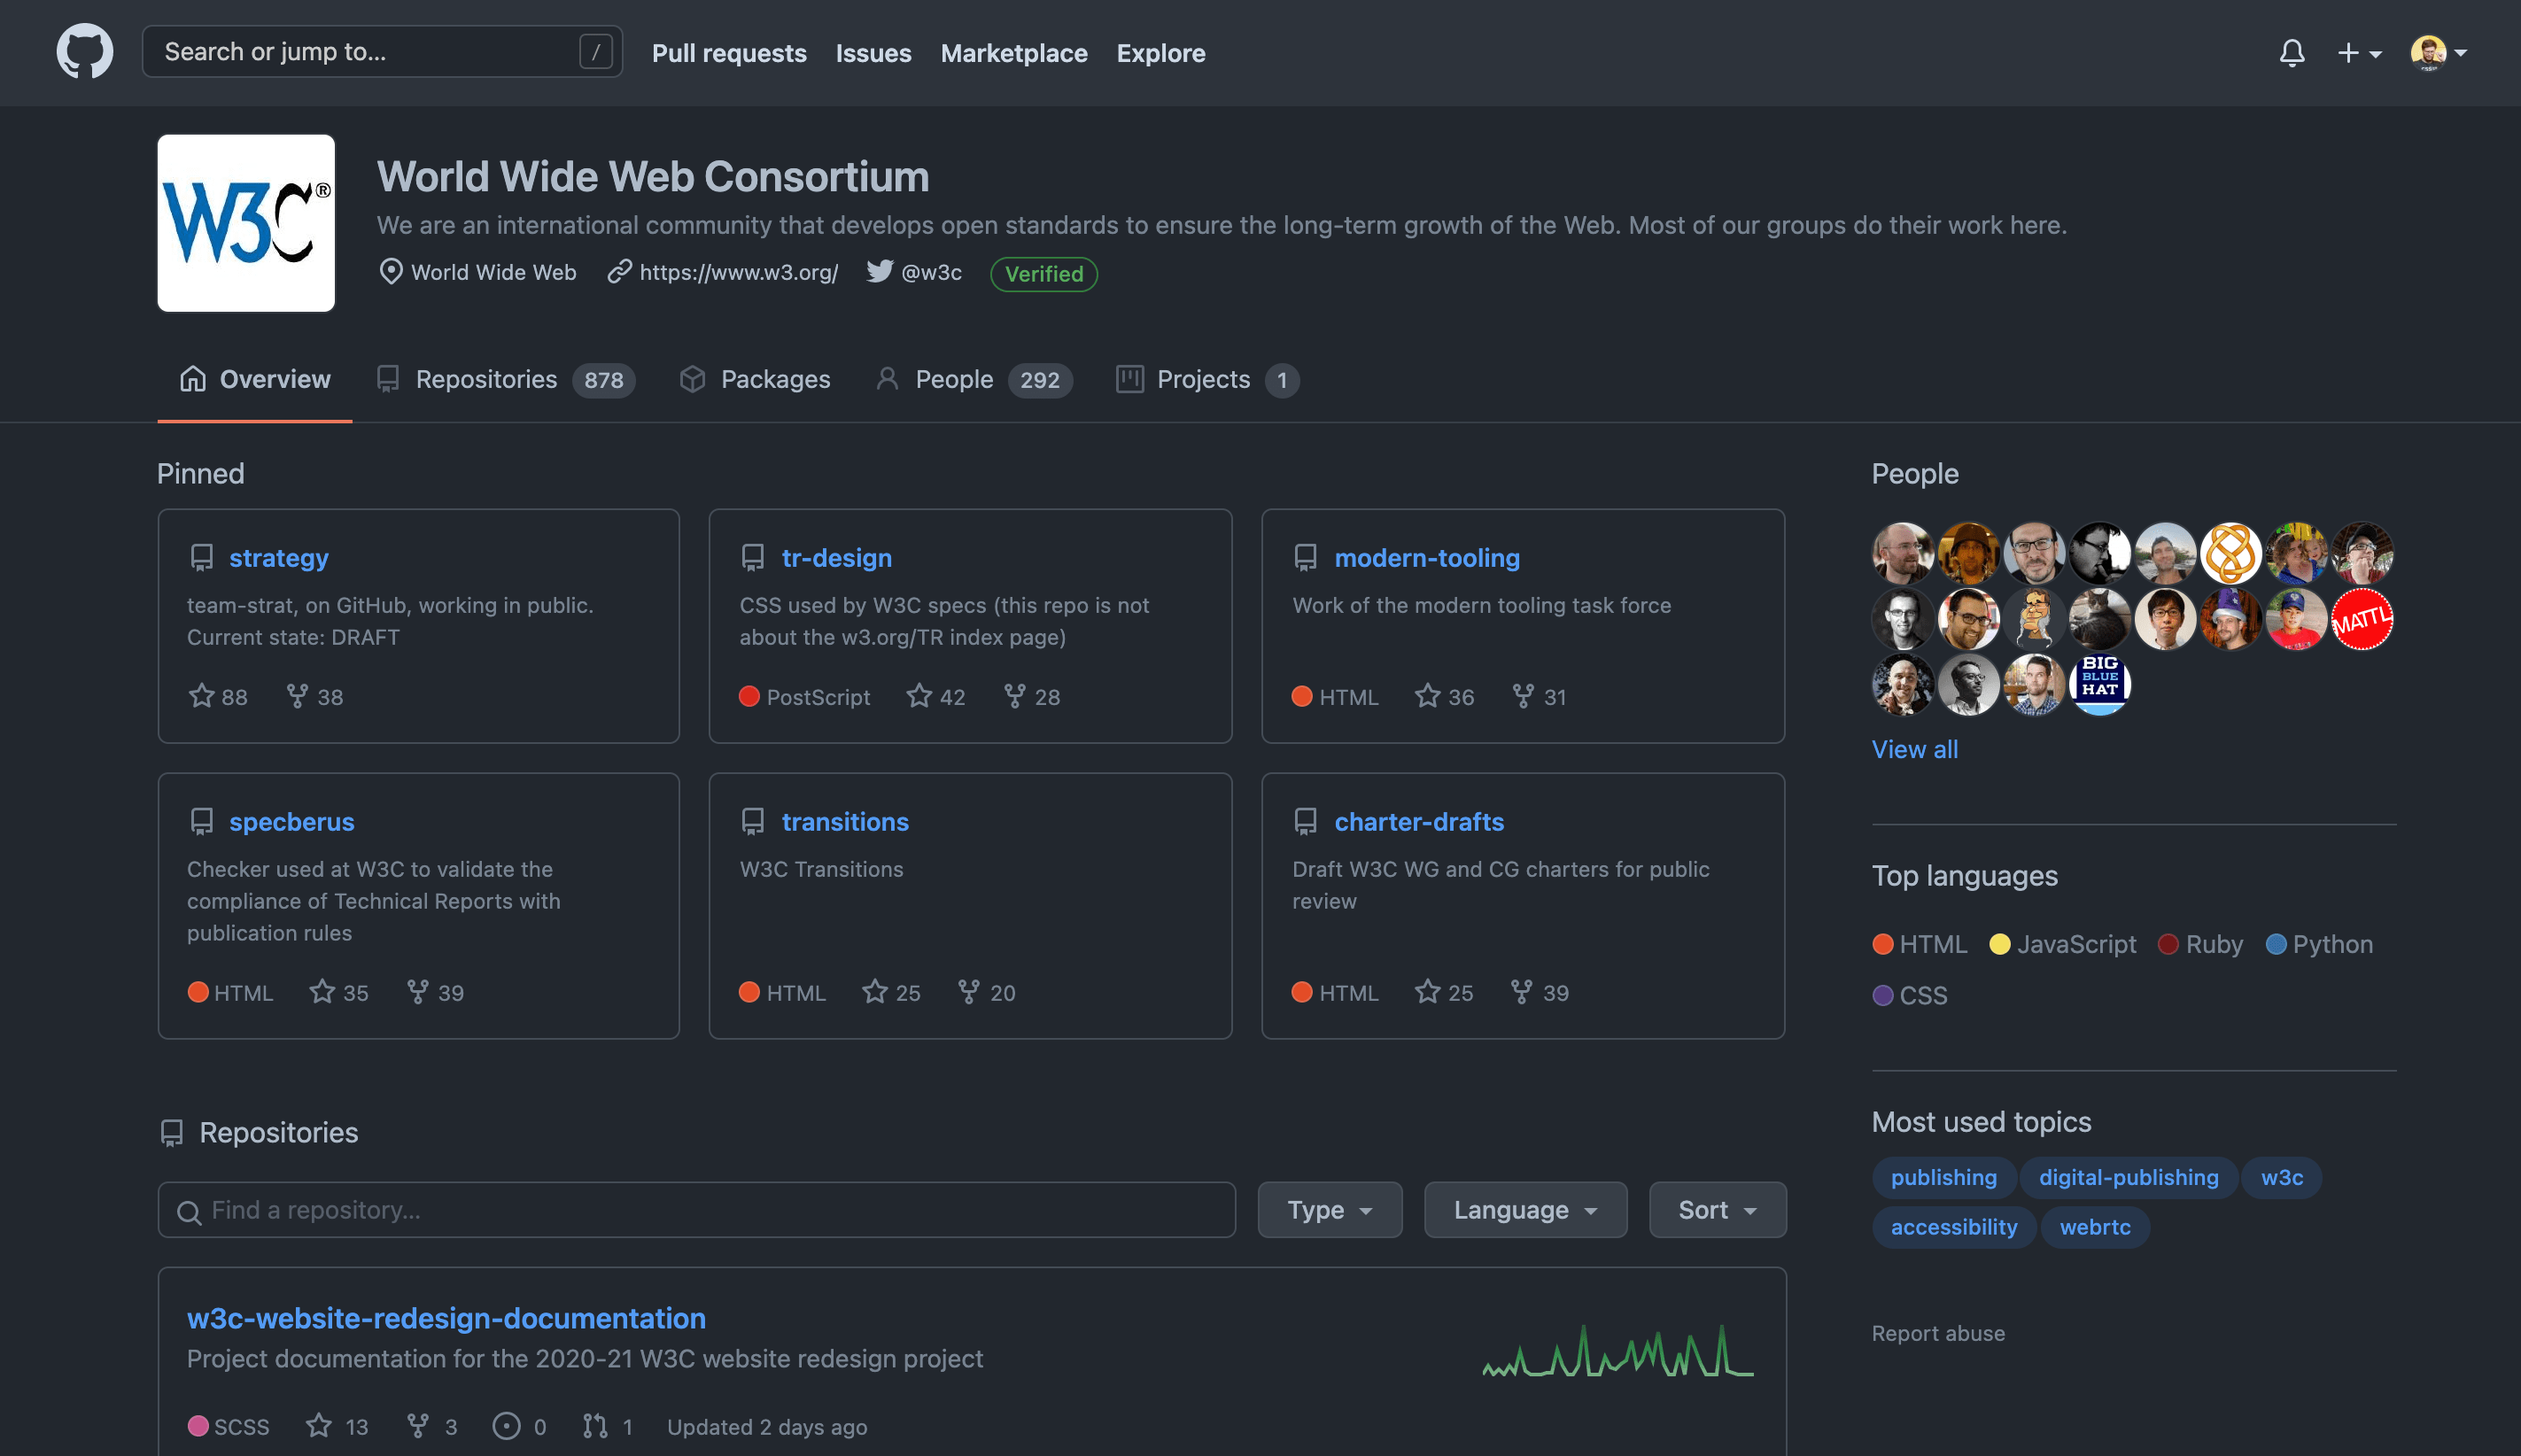 Search or jump to... /
Pull requests
Issues
Marketplace
Explore
W3C®
World Wide Web Consortium
We are an international community that develops open standards to ensure the long-term growth of the Web. Most of our groups do their work here.
World Wide Web
https://www.w3.org/
@w3c
Verified
Overview
Repositories 878
Packages
People 292
Projects 1
Pinned
strategy
team-strat, on GitHub, working in public.
Current state: DRAFT
88 38
tr-design
CSS used by W3C specs (this repo is not
about the w3.org/TR index page)
PostScript 42 28
modern-tooling
Work of the modern tooling task force
HTML 36 31
specberus
Checker used at W3C to validate the
compliance of Technical Reports with
publication rules
HTML 35 39
transitions
W3C Transitions
HTML 25 20
charter-drafts
Draft W3C WG and CG charters for public
review
HTML 25 39
Repositories
Find a repository...
Type
Language
Sort
w3c-website-redesign-documentation
Project documentation for the 2020-21 W3C website redesign project
SCSS 13 3 0 1 Updated 2 days ago
People
MATTL
BIG
BLUE
HAT
View all
Top languages
HTML JavaScript Ruby Python
CSS
Most used topics
publishing digital-publishing w3c
accessibility webrtc
Report abuse